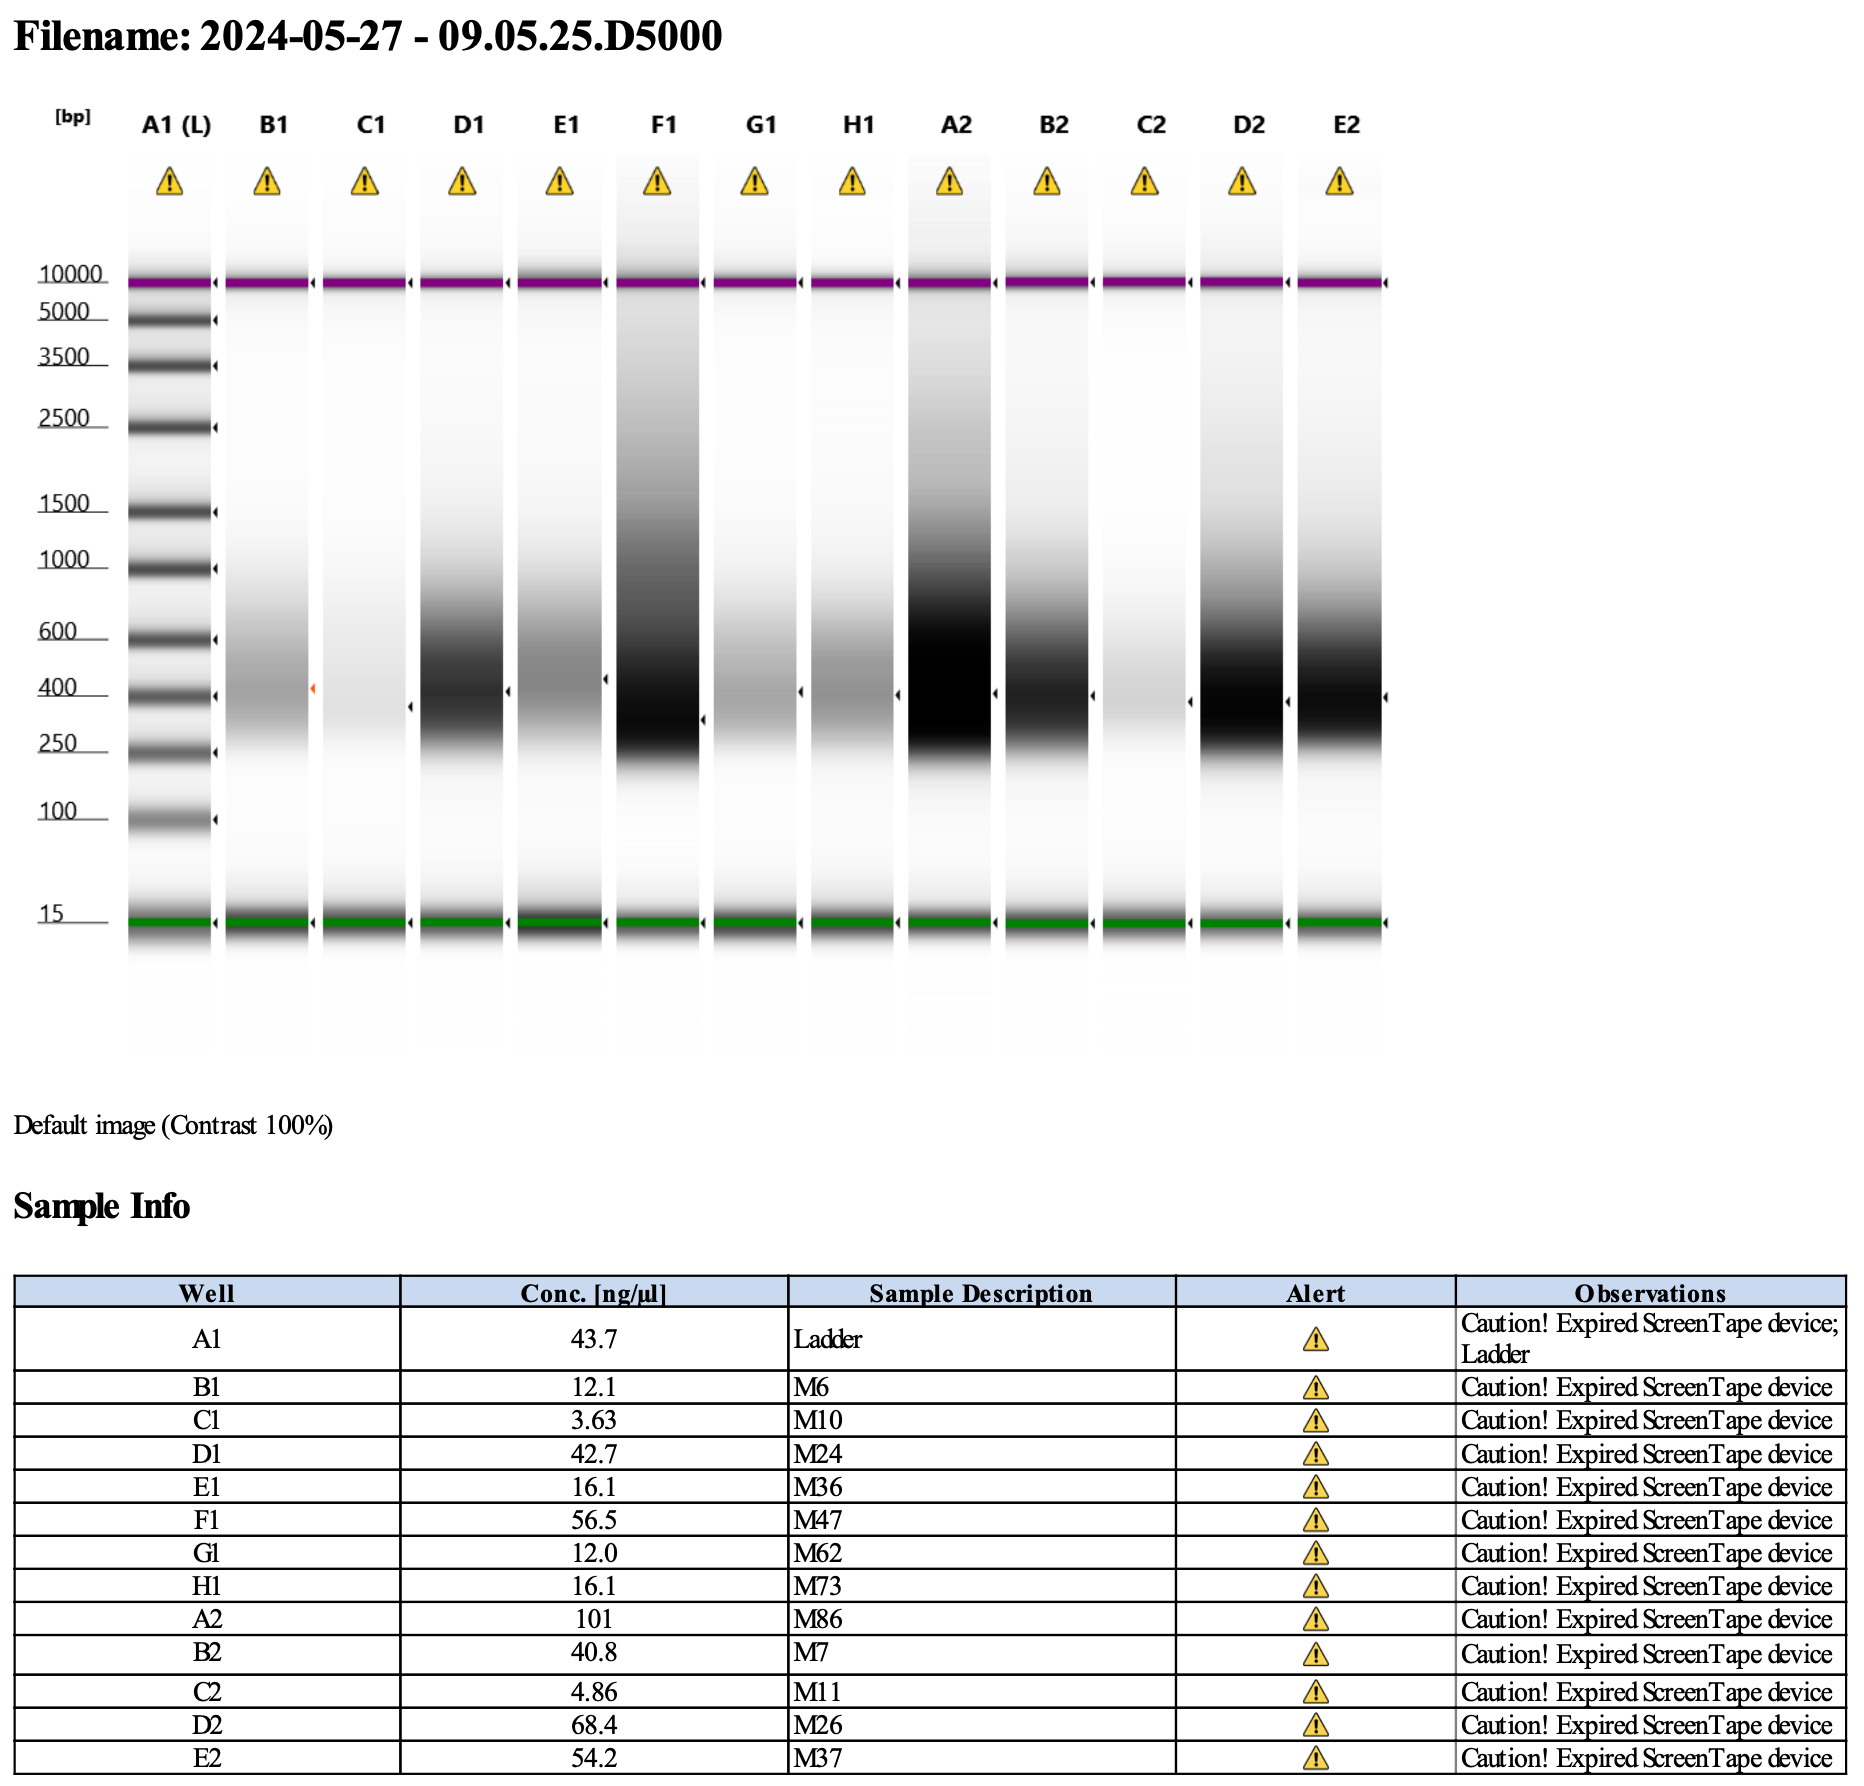 Filename: 2024-05-27 - 09.05.25.D5000
[bp] A1 (L) B1 C1 D1 E1 F1 G1 H1 A2 B2 C2 D2 E2
10000
5000
3500
2500
1500
1000
600
400
250
100
15
Default image (Contrast 100%)
Sample Info
Well Conc. [ng/µl] Sample Description Alert Observations
A1 43.7 Ladder Caution! Expired ScreenTape device;
Ladder
B1 12.1 M6 Caution! Expired ScreenTape device
C1 3.63 M10 Caution! Expired ScreenTape device
D1 42.7 M24 Caution! Expired ScreenTape device
E1 16.1 M36 Caution! Expired ScreenTape device
F1 56.5 M47 Caution! Expired ScreenTape device
G1 12.0 M62 Caution! Expired ScreenTape device
H1 16.1 M73 Caution! Expired ScreenTape device
A2 101 M86 Caution! Expired ScreenTape device
B2 40.8 M7 Caution! Expired ScreenTape device
C2 4.86 M11 Caution! Expired ScreenTape device
D2 68.4 M26 Caution! Expired ScreenTape device
E2 54.2 M37 Caution! Expired ScreenTape device